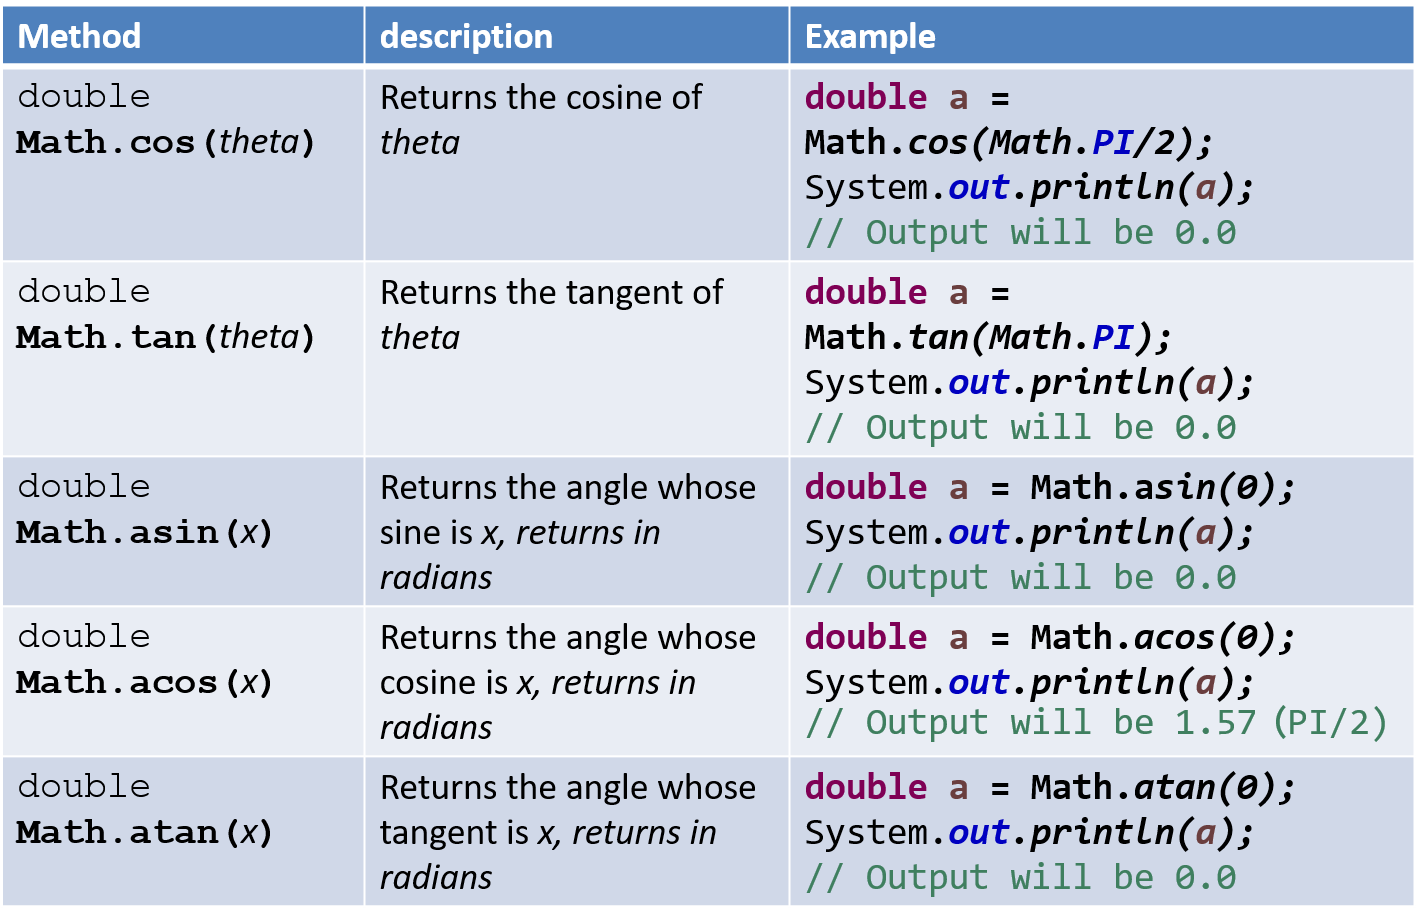 Method description Example
double
Math.cos(theta)
Returns the cosine of
theta
double a =
Math.cos(Math.PI/2);
System.out.println(a);
// Output will be 0.0
double
Math.tan(theta)
Returns the tangent of
theta
double a =
Math.tan(Math.PI);
System.out.println(a);
// Output will be 0.0
double
Math.asin(x)
Returns the angle whose
sine is x, returns in
radians
double a = Math.asin(0);
System.out.println(a);
// Output will be 0.0
double
Math.acos(x)
Returns the angle whose
cosine is x, returns in
radians
double a = Math.acos(0);
System.out.println(a);
// Output will be 1.57 (PI/2)
double
Math.atan(x)
Returns the angle whose
tangent is x, returns in
radians
double a = Math.atan(0);
System.out.println(a);
// Output will be 0.0